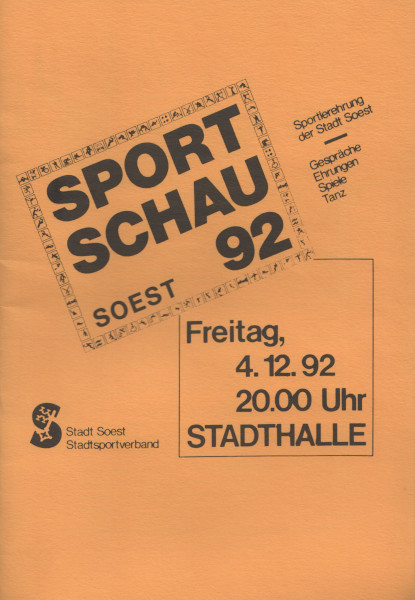 SPORT
SCHAU
92
SOEST
Sportlerehrung
der Stadt Soest
Gespräche
Ehrungen
Spiele
Tanz
Freitag,
4.12.92
20.00 Uhr
STADTHALLE
Stadt Soest
Stadtsportverband